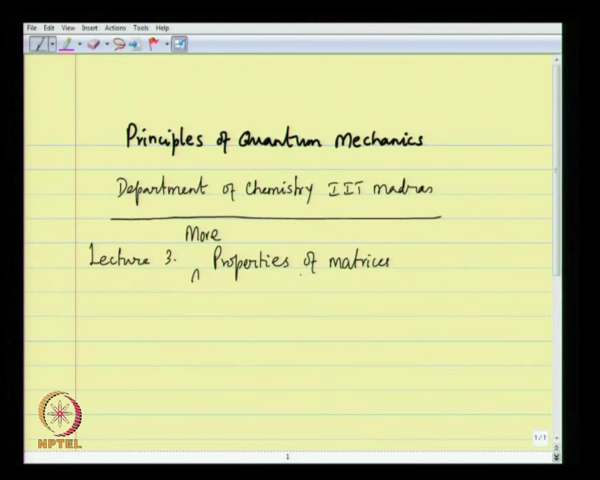 File Edit View Insert Actions Tools Help
Principles of Quantum Mechanics
Department of Chemistry IIT madras
More
Lecture 3. ^ Properties of matrices
NPTEL
1/1
1